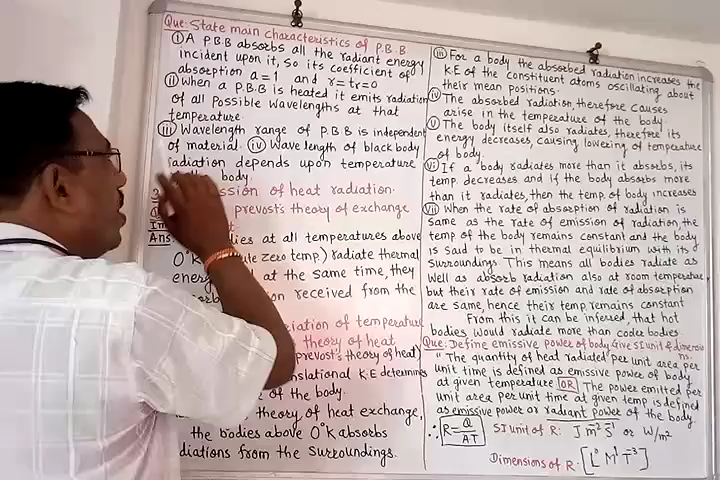 Que: State main characteristics of P.B.B
(i) A P.B.B absorbs all the radiant energy
incident upon it, so its coefficient of
absorption a=1 and r=tr=0
(ii) When a P.B.B is heated it emits radiation
of all Possible wavelengths at that
temperature.
(iii) Wavelength range of P.B.B is independent
of material. (iv) Wave length of black body
radiation depends upon temperature
body.
ssion of heat radiation.
prevost's theory of exchange
Im
Ans dies at all temperatures above
0°K ute zero temp.) radiate thermal
energ at the same time, they
on received from the
riation of temperature
theory of heat
(prevost's theory of heat)
nslational K.E determines
e of the body.
theory, of heat exchange,
the bodies above 0°K absorbs
diations from the Surroundings.
(iii) For a body the absorbed radiation increases the
K.E of the constituent atoms oscillating about
their mean positions.
(iv) The absorbed radiation, therefore causes
arise in the temperature of the body.
(v) The body itself also radiates, therefore its
energy decreases, causing lowering of temperature
of body.
(vi) If a body radiates more than it absorbs, its
temp. decreases and if the body absorbs more
than it radiates, then the temp. of body increases
(vii) When the rate of absorption of radiation is
same as the rate of emission of radiation, the
temp of the body remains constant and the body
is said to be in thermal equilibrium with its
Surroundings. This means all bodies radiate as
Well as absorb radiation also at room temperature
but their rate of emission and rate of absorption
are same, hence their temp. remains constant
From this it can be inferred, that hot
bodies would radiate more than colder bodies
Que: Define emissive power of body. Give SI unit & dimensio
ns.
"The quantity of heat radiated per unit area per
unit time is defined as emissive power of body
at given temperature OR The power emitted per
unit area per unit time at given temp is defined
as emissive power or radiant power of the body.
∴ R=Q/AT SI unit of R: J m⁻² S⁻¹ or W/m²
Dimensions of R: [L⁰ M¹ T⁻³]